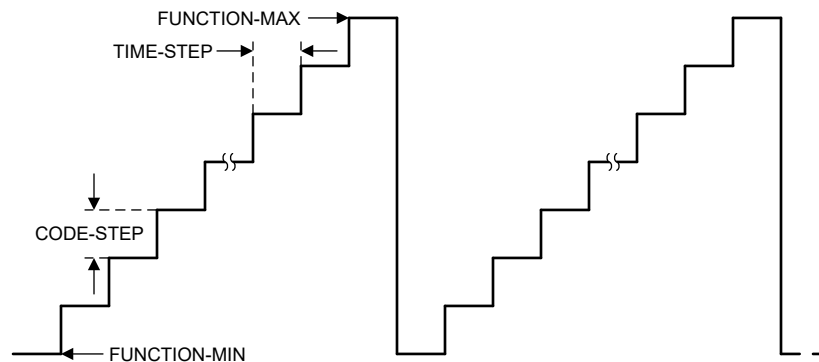 FUNCTION-MAX
TIME-STEP
CODE-STEP
FUNCTION-MIN